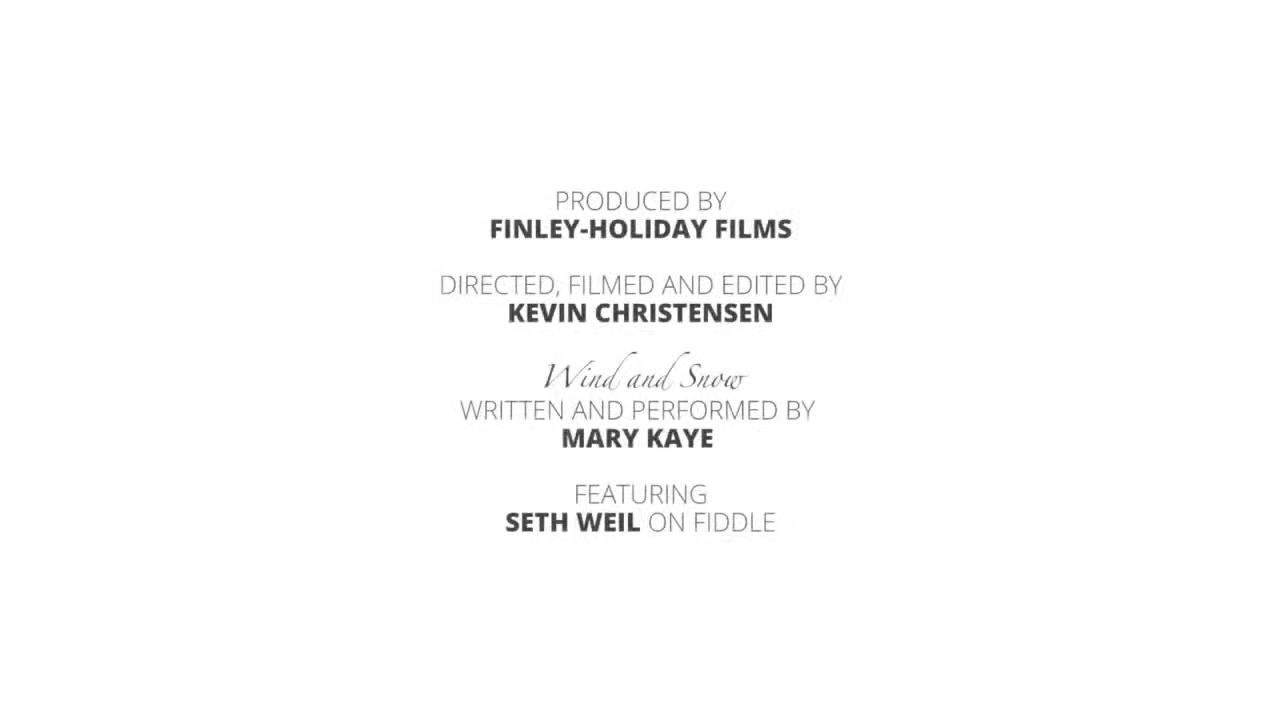 PRODUCED BY
FINLEY-HOLIDAY FILMS
DIRECTED, FILMED AND EDITED BY
KEVIN CHRISTENSEN
Wind and Snow
WRITTEN AND PERFORMED BY
MARY KAYE
FEATURING
SETH WEIL ON FIDDLE